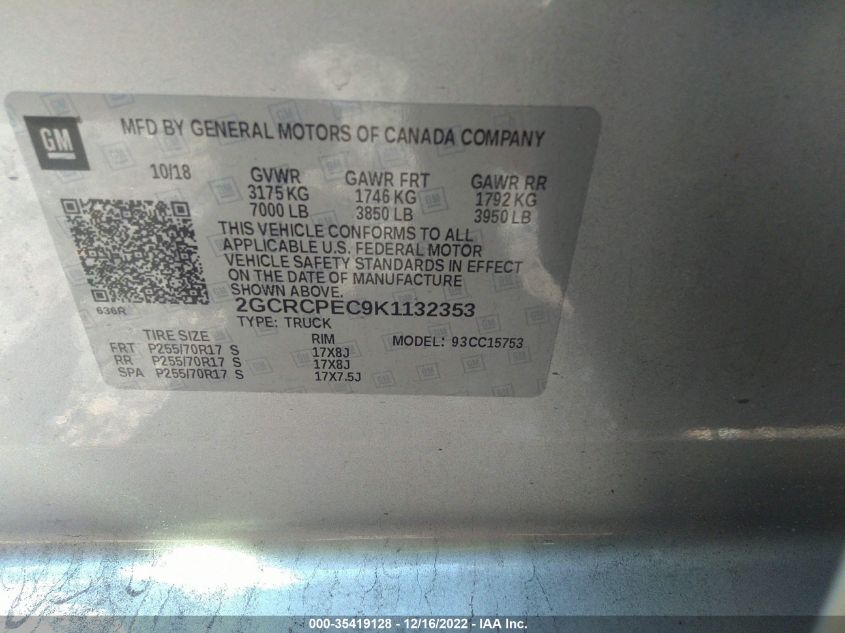 GM
MFD BY GENERAL MOTORS OF CANADA COMPANY
10/18 GVWR GAWR FRT GAWR RR
3175 KG 1746 KG 1792 KG
7000 LB 3850 LB 3950 LB
THIS VEHICLE CONFORMS TO ALL
APPLICABLE U.S. FEDERAL MOTOR
VEHICLE SAFETY STANDARDS IN EFFECT
ON THE DATE OF MANUFACTURE
SHOWN ABOVE.
636R
2GCRCPEC9K1132353
TYPE: TRUCK
TIRE SIZE RIM MODEL: 93CC15753
FRT P255/70R17 S 17X8J
RR P255/70R17 S 17X8J
SPA P255/70R17 S 17X7.5J
000-35419128 - 12/16/2022 - IAA Inc.